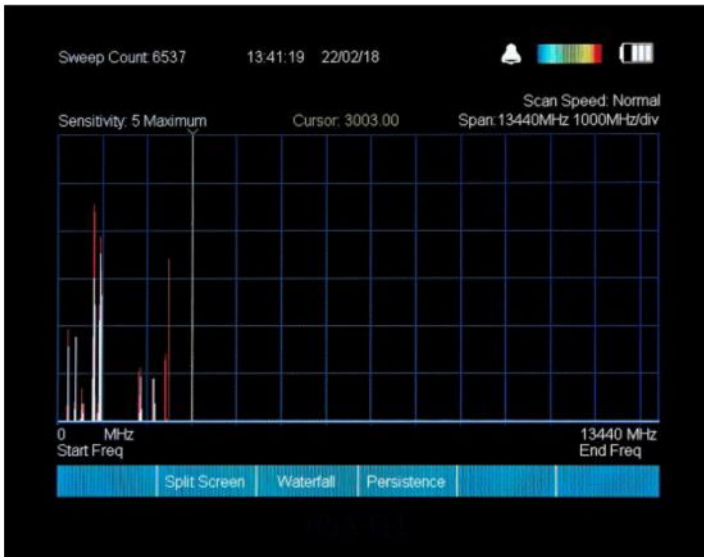 Sweep Count: 6537 13:41:19 22/02/18
Scan Speed: Normal
Sensitivity: 5 Maximum Cursor: 3003.00 Span:13440MHz 1000MHz/div
0 MHz 13440 MHz
Start Freq End Freq
Split Screen Waterfall Persistence